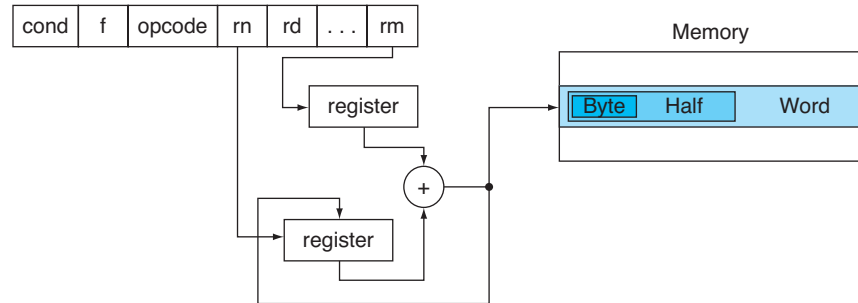 cond f opcode rn rd ... rm
Memory
Byte Half Word
register
+
register